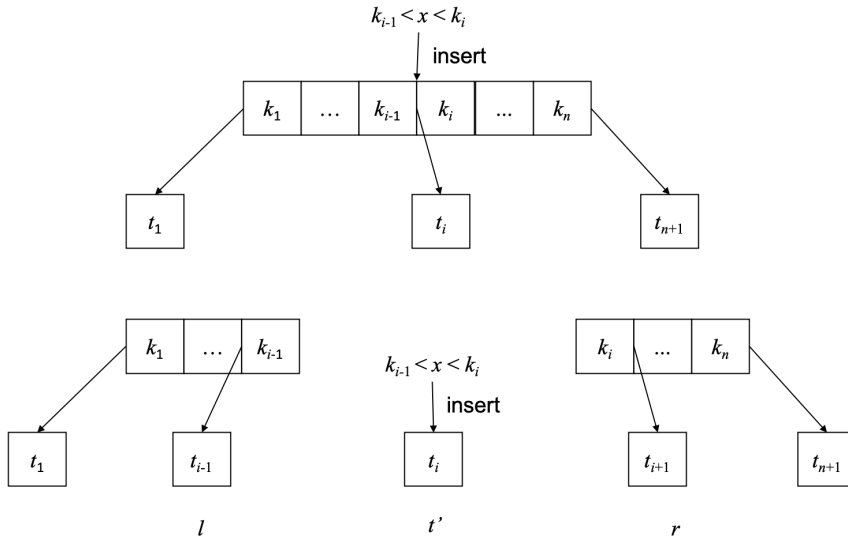 k_{i-1} < x < k_i
insert
k_1 … k_{i-1} k_i ... k_n
t_1 t_i t_{n+1}
k_1 … k_{i-1} k_i ... k_n
k_{i-1} < x < k_i
insert
t_1 t_{i-1} t_i t_{i+1} t_{n+1}
l t’ r